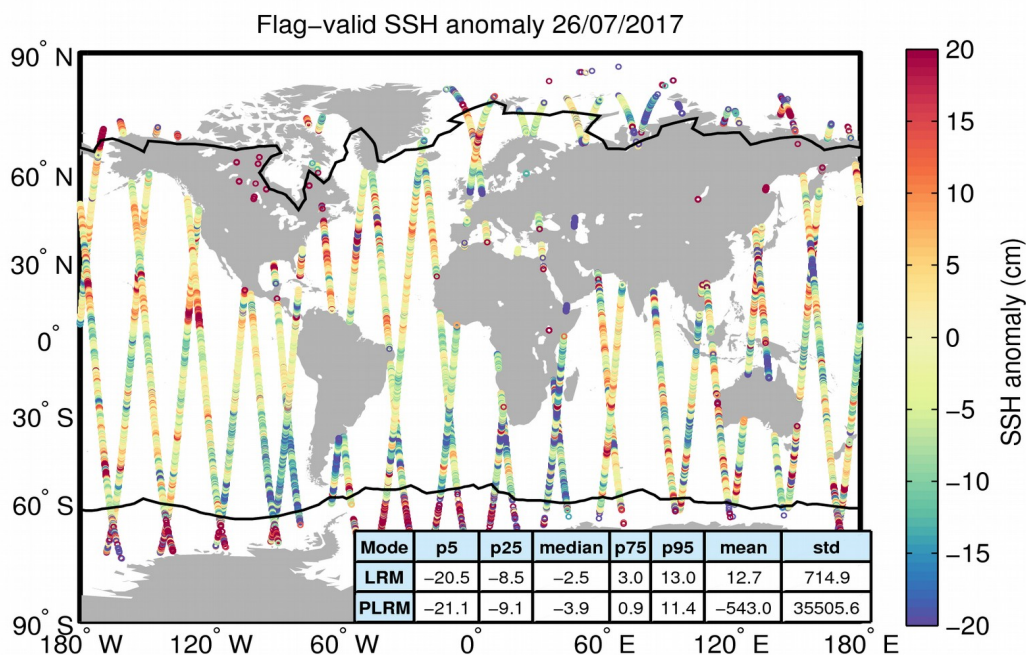 Flag−valid SSH anomaly 26/07/2017
90° N
60° N
30° N
0°
30° S
60° S
90° S
180° W 120° W 60° W 0° 60° E 120° E 180° E
Mode p5 p25 median p75 p95 mean std
LRM −20.5 −8.5 −2.5 3.0 13.0 12.7 714.9
PLRM −21.1 −9.1 −3.9 0.9 11.4 −543.0 35505.6
20
15
10
5
0
−5
−10
−15
−20
SSH anomaly (cm)